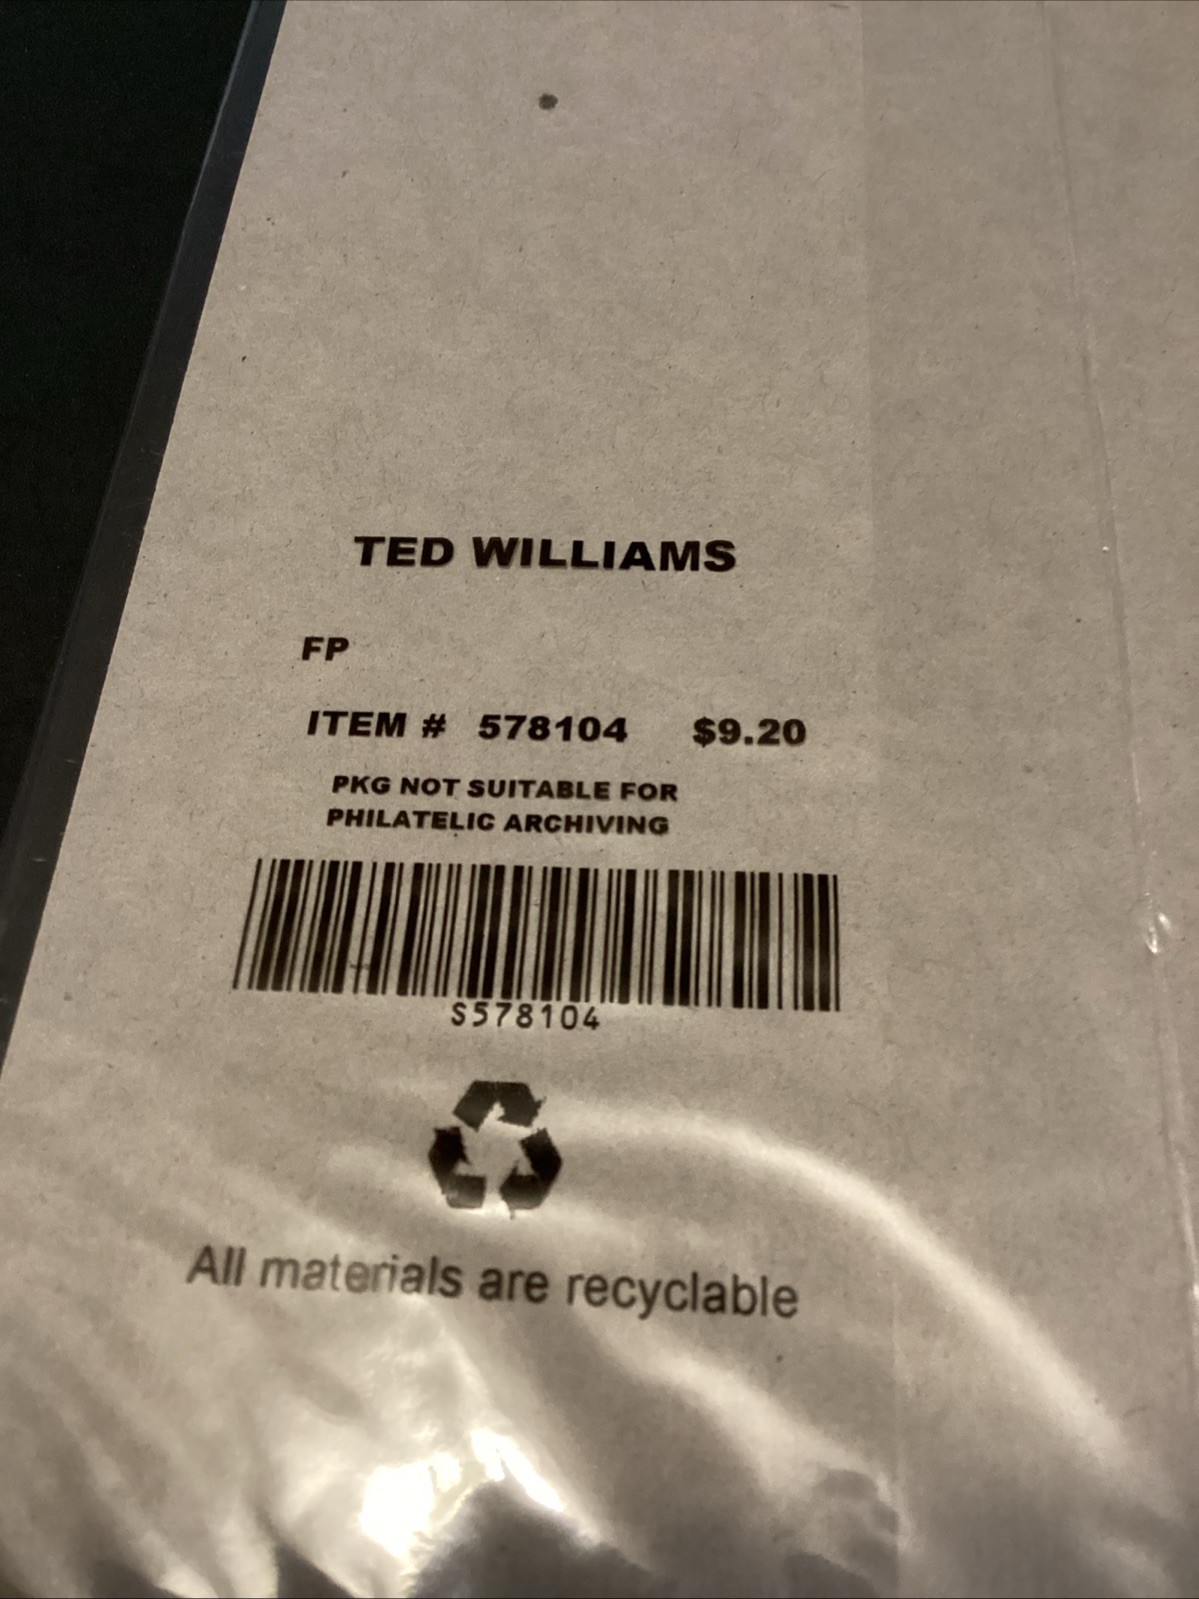 TED WILLIAMS
FP
ITEM # 578104 $9.20
PKG NOT SUITABLE FOR
PHILATELIC ARCHIVING
S578104
All materials are recyclable